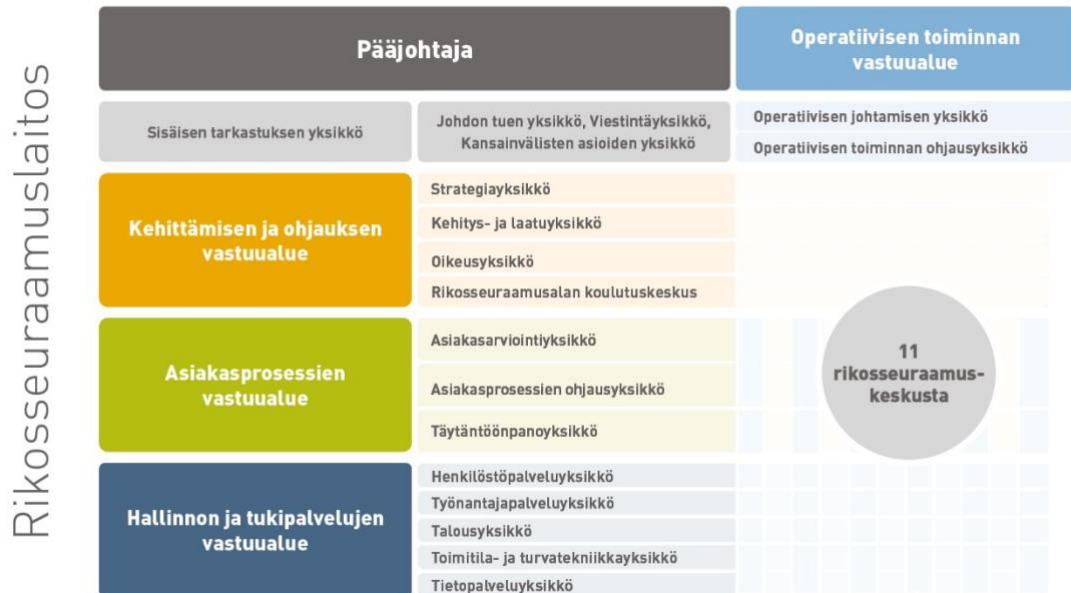 Rikosseuraamuslaitos
Pääjohtaja
Operatiivisen toiminnan
vastuualue
Sisäisen tarkastuksen yksikkö
Johdon tuen yksikkö, Viestintäyksikkö,
Kansainvälisten asioiden yksikkö
Operatiivisen johtamisen yksikkö
Operatiivisen toiminnan ohjausyksikkö
Kehittämisen ja ohjauksen
vastuualue
Strategiayksikkö
Kehitys- ja laatuyksikkö
Oikeusyksikkö
Rikosseuraamusalan koulutuskeskus
Asiakasprosessien
vastuualue
Asiakasarviointiyksikkö
Asiakasprosessien ohjausyksikkö
Täytäntöönpanoyksikkö
11
rikosseuraamus-
keskusta
Hallinnon ja tukipalvelujen
vastuualue
Henkilöstöpalveluyksikkö
Työnantajapalveluyksikkö
Talousyksikkö
Toimitila- ja turvatekniikkayksikkö
Tietopalveluyksikkö